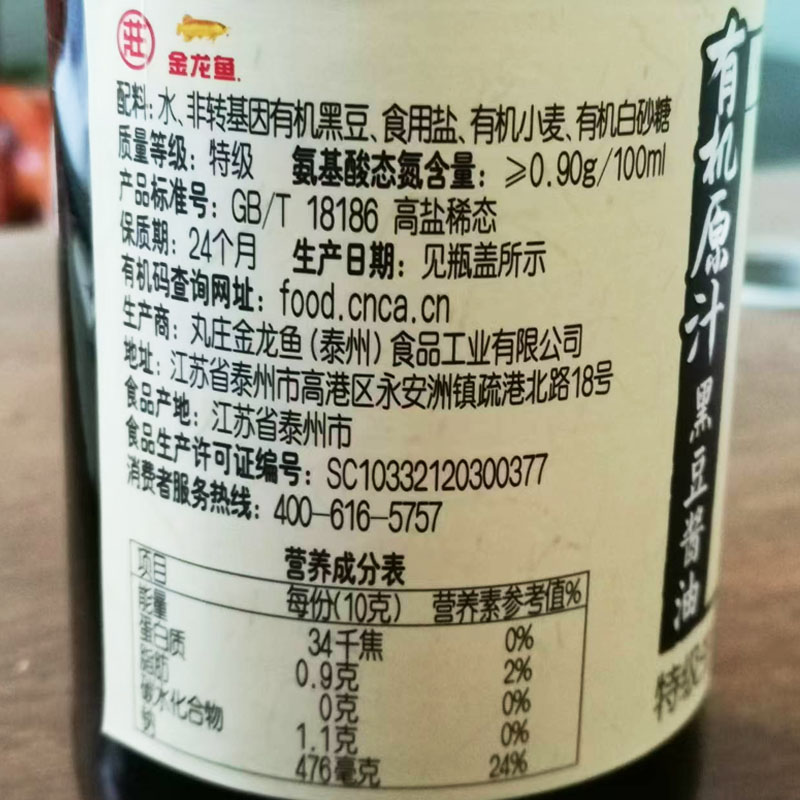 莊
金龙鱼
配料：水、非转基因有机黑豆、食用盐、有机小麦、有机白砂糖
质量等级：特级 氨基酸态氮含量：≥0.90g/100ml
产品标准号：GB/T 18186 高盐稀态
保质期：24个月 生产日期：见瓶盖所示
有机码查询网址：food.cnca.cn
生产商：丸庄金龙鱼(泰州)食品工业有限公司
地址：江苏省泰州市高港区永安洲镇疏港北路18号
食品产地：江苏省泰州市
食品生产许可证编号：SC10332120300377
消费者服务热线：400-616-5757
营养成分表
项目 每份(10克) 营养素参考值%
能量 34千焦 0%
蛋白质 0.9克 2%
脂肪 0克 0%
碳水化合物 1.1克 0%
钠 476毫克 24%
有机原汁黑豆酱油
特级